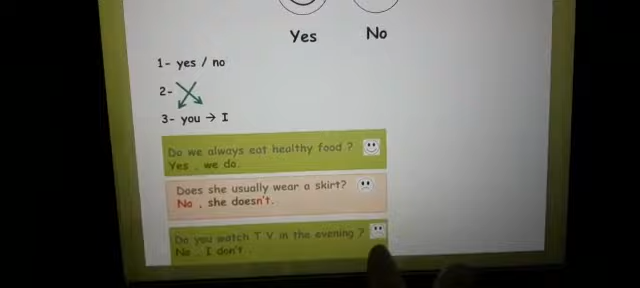 Yes No
1- yes / no
2-
3- you → I
Do we always eat healthy food ?
Yes , we do.
Does she usually wear a skirt?
No , she doesn't.
Do you watch T V in the evening ?
No , I don't .